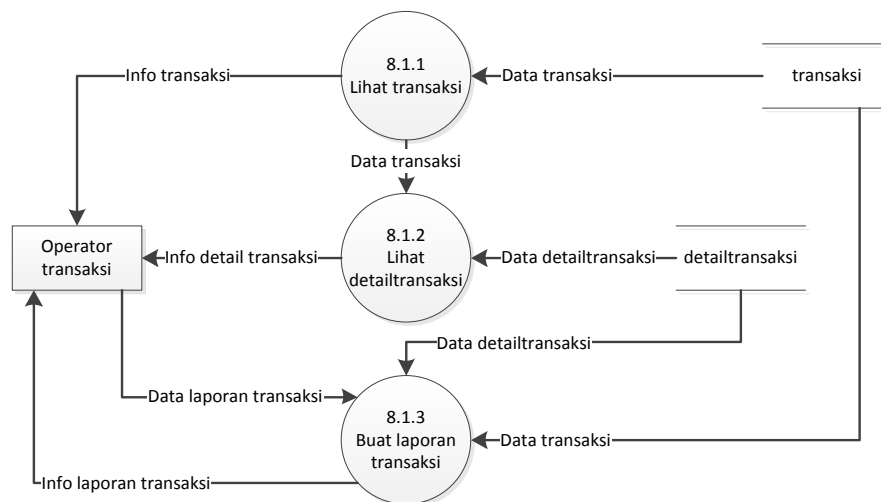 8.1.1
Lihat transaksi
Info transaksi
Data transaksi
transaksi
Data transaksi
Operator
transaksi
Info detail transaksi
8.1.2
Lihat
detailtransaksi
Data detailtransaksi
detailtransaksi
Data detailtransaksi
Data laporan transaksi
8.1.3
Buat laporan
transaksi
Data transaksi
Info laporan transaksi